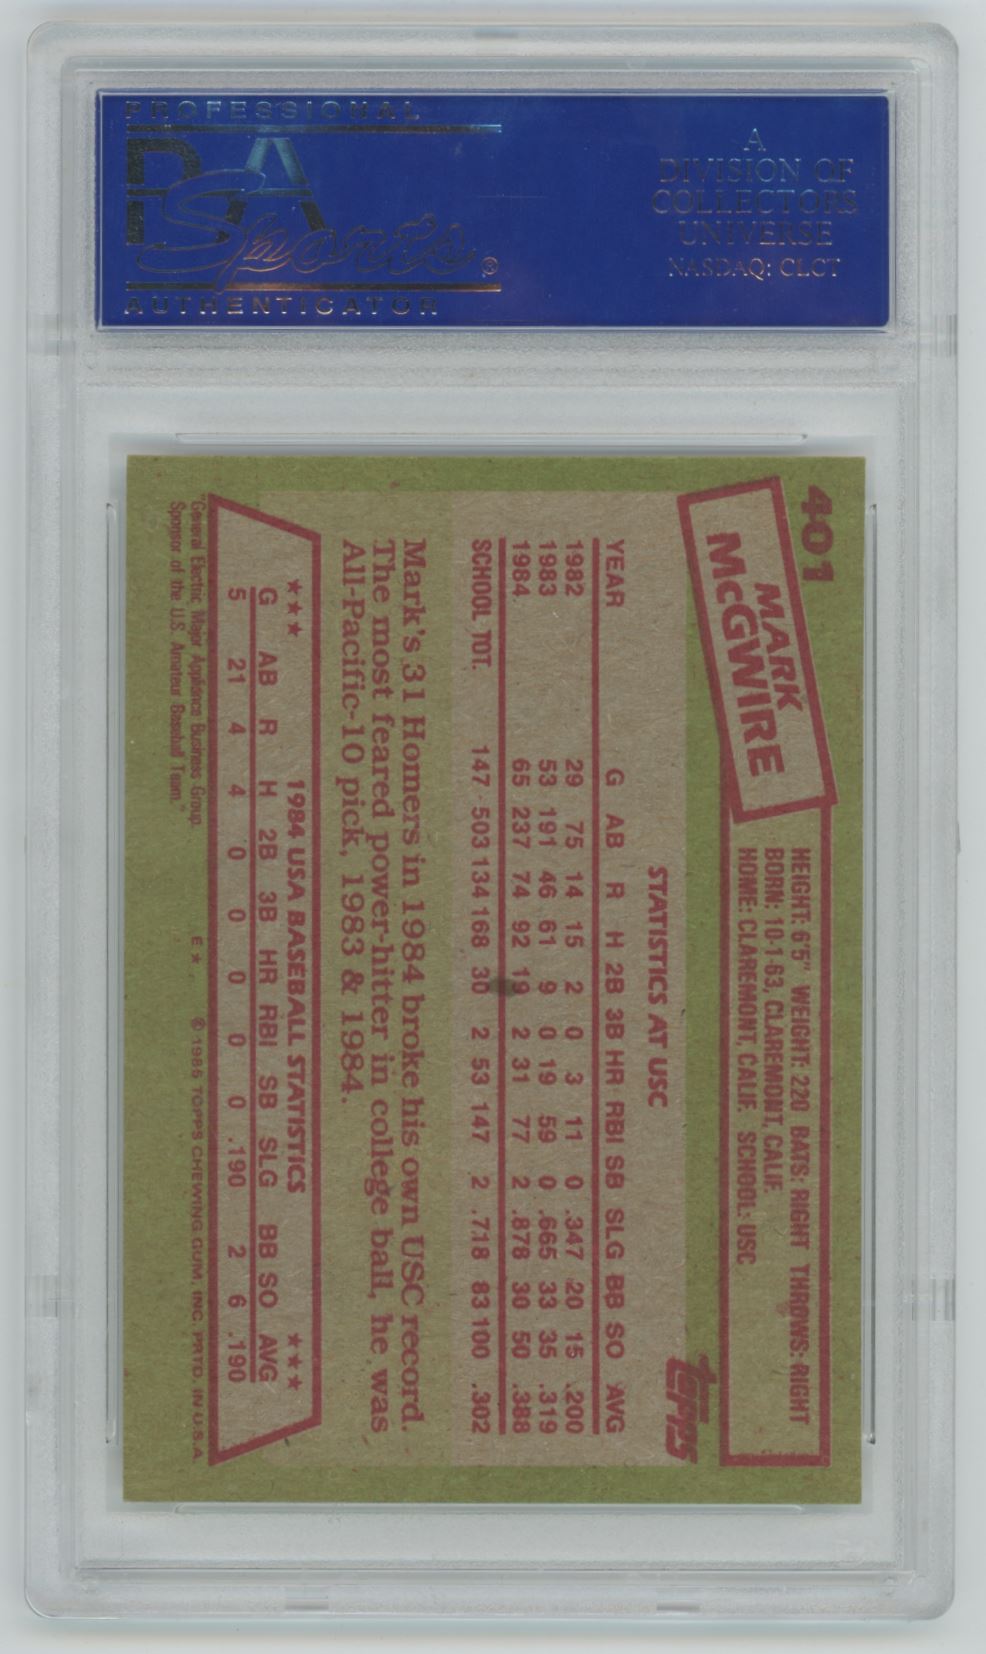 PROFESSIONAL
PSA
Sports®
AUTHENTICATOR
A
DIVISION OF
COLLECTORS
UNIVERSE
NASDAQ: CLCT
401
MARK
McGWIRE
HEIGHT: 6'5" WEIGHT: 220 BATS: RIGHT THROWS: RIGHT
BORN: 10-1-63, CLAREMONT, CALIF.
HOME: CLAREMONT, CALIF. SCHOOL: USC
topps
STATISTICS AT USC
YEAR G AB R H 2B 3B HR RBI SB SLG BB SO AVG
1982 29 75 14 15 2 0 3 11 0 .347 20 15 .200
1983 53 191 46 61 9 0 19 59 0 .665 33 35 .319
1984 65 237 74 92 19 2 31 77 2 .878 30 50 .388
SCHOOL TOT. 147 503 134 168 30 2 53 147 2 .718 83 100 .302
Mark's 31 Homers in 1984 broke his own USC record.
The most feared power-hitter in college ball, he was
All-Pacific-10 pick, 1983 & 1984.
★★★ 1984 USA BASEBALL STATISTICS ★★★
G AB R H 2B 3B HR RBI SB SLG BB SO AVG
5 21 4 4 0 0 0 0 0 .190 2 6 .190
"General Electric Major Appliance Business Group.
Sponsor of the U.S. Amateur Baseball Team."
E★. © 1985 TOPPS CHEWING GUM, INC. PRTD. IN U.S.A.